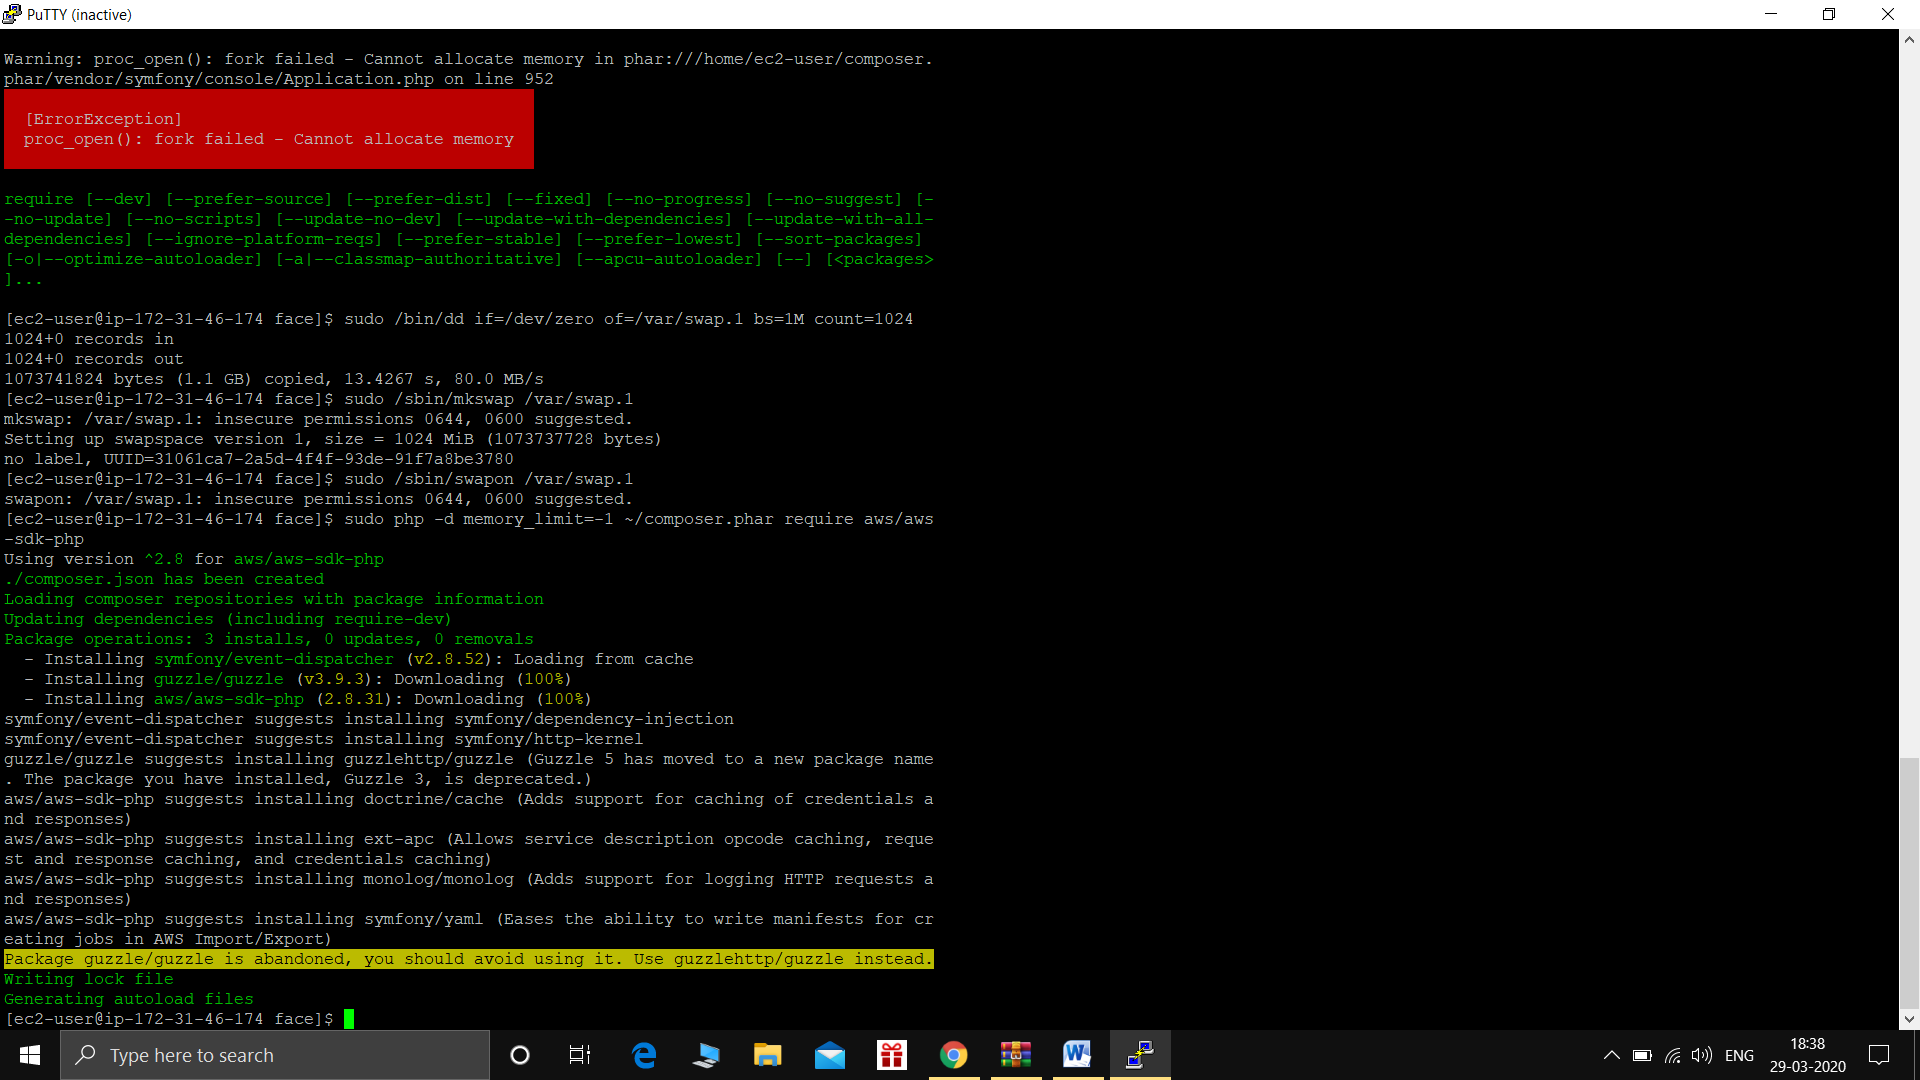 PuTTY (inactive)
Warning: proc_open(): fork failed - Cannot allocate memory in phar:///home/ec2-user/composer.
phar/vendor/symfony/console/Application.php on line 952
[ErrorException]
proc_open(): fork failed - Cannot allocate memory
require [--dev] [--prefer-source] [--prefer-dist] [--fixed] [--no-progress] [--no-suggest] [-
-no-update] [--no-scripts] [--update-no-dev] [--update-with-dependencies] [--update-with-all-
dependencies] [--ignore-platform-reqs] [--prefer-stable] [--prefer-lowest] [--sort-packages]
[-o|--optimize-autoloader] [-a|--classmap-authoritative] [--apcu-autoloader] [--] [<packages>
]...
[ec2-user@ip-172-31-46-174 face]$ sudo /bin/dd if=/dev/zero of=/var/swap.1 bs=1M count=1024
1024+0 records in
1024+0 records out
1073741824 bytes (1.1 GB) copied, 13.4267 s, 80.0 MB/s
[ec2-user@ip-172-31-46-174 face]$ sudo /sbin/mkswap /var/swap.1
mkswap: /var/swap.1: insecure permissions 0644, 0600 suggested.
Setting up swapspace version 1, size = 1024 MiB (1073737728 bytes)
no label, UUID=31061ca7-2a5d-4f4f-93de-91f7a8be3780
[ec2-user@ip-172-31-46-174 face]$ sudo /sbin/swapon /var/swap.1
swapon: /var/swap.1: insecure permissions 0644, 0600 suggested.
[ec2-user@ip-172-31-46-174 face]$ sudo php -d memory_limit=-1 ~/composer.phar require aws/aws
-sdk-php
Using version ^2.8 for aws/aws-sdk-php
./composer.json has been created
Loading composer repositories with package information
Updating dependencies (including require-dev)
Package operations: 3 installs, 0 updates, 0 removals
  - Installing symfony/event-dispatcher (v2.8.52): Loading from cache
  - Installing guzzle/guzzle (v3.9.3): Downloading (100%)
  - Installing aws/aws-sdk-php (2.8.31): Downloading (100%)
symfony/event-dispatcher suggests installing symfony/dependency-injection
symfony/event-dispatcher suggests installing symfony/http-kernel
guzzle/guzzle suggests installing guzzlehttp/guzzle (Guzzle 5 has moved to a new package name
. The package you have installed, Guzzle 3, is deprecated.)
aws/aws-sdk-php suggests installing doctrine/cache (Adds support for caching of credentials a
nd responses)
aws/aws-sdk-php suggests installing ext-apc (Allows service description opcode caching, reque
st and response caching, and credentials caching)
aws/aws-sdk-php suggests installing monolog/monolog (Adds support for logging HTTP requests a
nd responses)
aws/aws-sdk-php suggests installing symfony/yaml (Eases the ability to write manifests for cr
eating jobs in AWS Import/Export)
Package guzzle/guzzle is abandoned, you should avoid using it. Use guzzlehttp/guzzle instead.
Writing lock file
Generating autoload files
[ec2-user@ip-172-31-46-174 face]$
Type here to search
ENG
18:38
29-03-2020